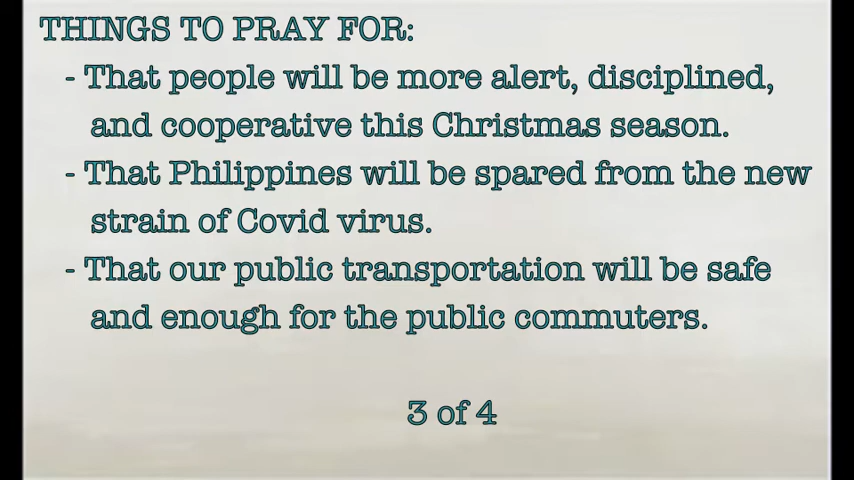 THINGS TO PRAY FOR:
- That people will be more alert, disciplined,
and cooperative this Christmas season.
- That Philippines will be spared from the new
strain of Covid virus.
- That our public transportation will be safe
and enough for the public commuters.
3 of 4